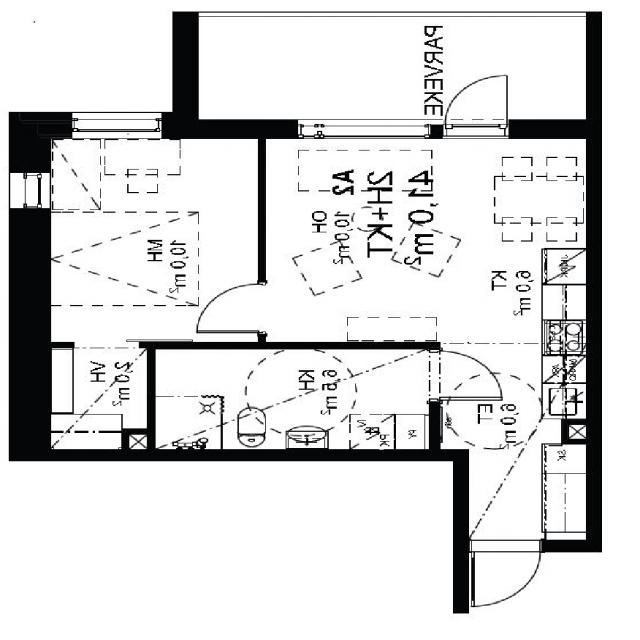 PARVEKE
41,0 m²
2H+KT
A2
OH
10,0 m²
MH
10,0 m²
KT
6,0 m²
VH
2,0 m²
KH
6,5 m²
ET
6,0 m²
SK
PK